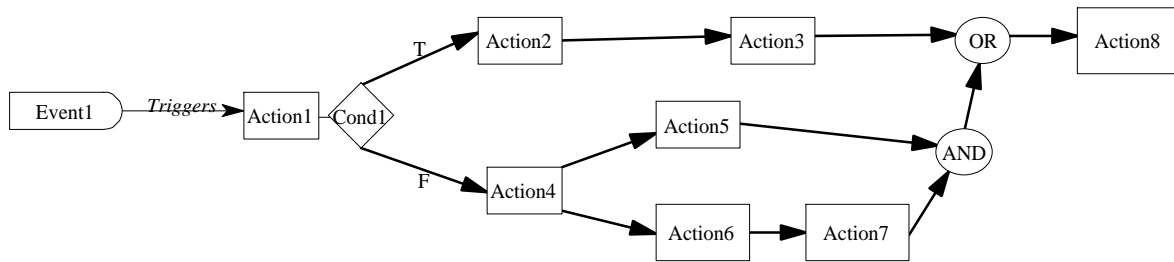 Event1
Triggers
Action1
Cond1
T
Action2
Action3
OR
Action8
F
Action4
Action5
AND
Action6
Action7